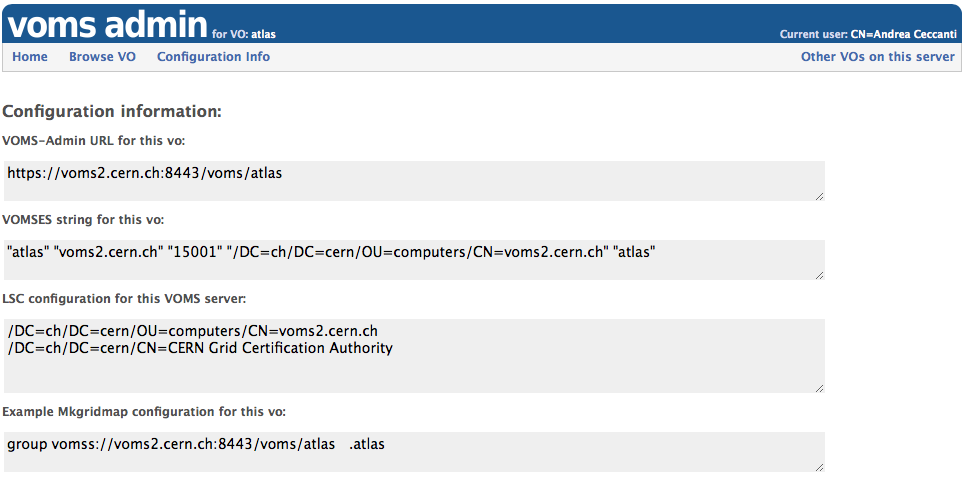 voms admin for VO: atlas Current user: CN=Andrea Ceccanti
Home Browse VO Configuration Info Other VOs on this server
Configuration information:
VOMS-Admin URL for this vo:
https://voms2.cern.ch:8443/voms/atlas
VOMSES string for this vo:
"atlas" "voms2.cern.ch" "15001" "/DC=ch/DC=cern/OU=computers/CN=voms2.cern.ch" "atlas"
LSC configuration for this VOMS server:
/DC=ch/DC=cern/OU=computers/CN=voms2.cern.ch
/DC=ch/DC=cern/CN=CERN Grid Certification Authority
Example Mkgridmap configuration for this vo:
group vomss://voms2.cern.ch:8443/voms/atlas .atlas